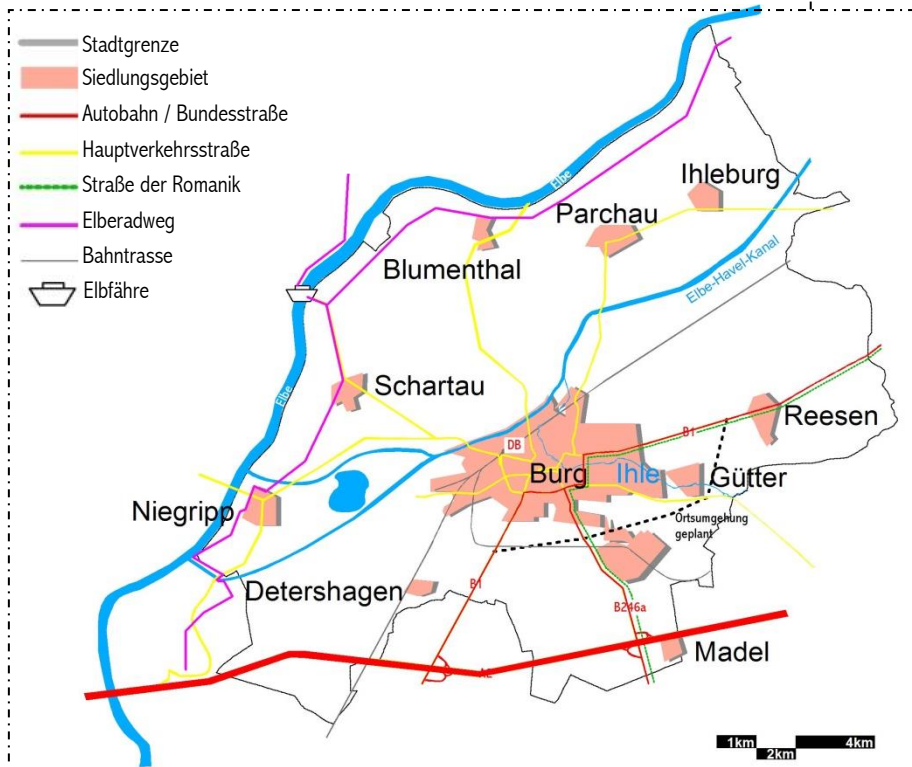 Stadtgrenze
Siedlungsgebiet
Autobahn / Bundesstraße
Hauptverkehrsstraße
Straße der Romanik
Elberadweg
Bahntrasse
Elbfähre
Elbe
Ihleburg
Parchau
Blumenthal
Elbe-Havel-Kanal
Schartau
Elbe
Reesen
B1
DB
Burg
Ihle
Gütter
Niegripp
Ortsumgehung
geplant
Detershagen
B1
B246a
Madel
A2
1km
2km
4km